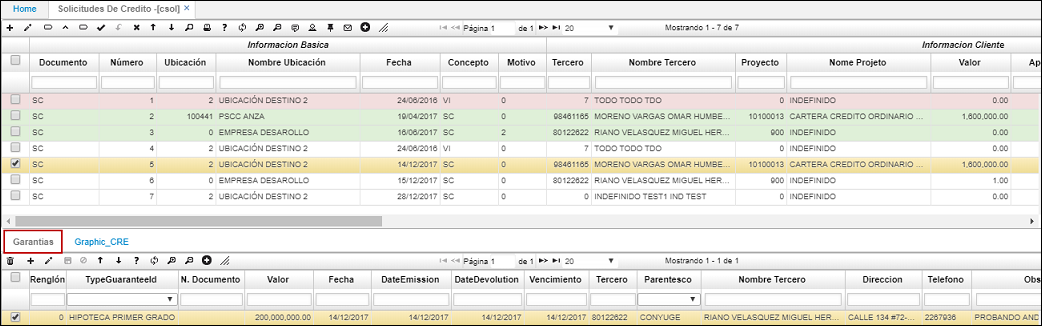 Home Solicitudes De Credito -[csol] ×
Página 1 de 1 20 Mostrando 1 - 7 de 7
Informacion Basica Informacion Cliente
Documento Número Ubicación Nombre Ubicación Fecha Concepto Motivo Tercero Nombre Tercero Proyecto Nome Projeto Valor Ap
SC 1 2 UBICACIÓN DESTINO 2 24/06/2016 VI 0 7 TODO TODO TDO 0 INDEFINIDO 0.00
SC 2 100441 PSCC ANZA 19/04/2017 SC 0 98461165 MORENO VARGAS OMAR HUMBE... 10100013 CARTERA CREDITO ORDINARIO ... 1,600,000.00
SC 3 0 EMPRESA DESAROLLO 16/06/2017 SC 2 80122622 RIANO VELASQUEZ MIGUEL HER... 900 INDEFINIDO 0.00
SC 4 2 UBICACIÓN DESTINO 2 24/06/2017 VI 0 7 TODO TODO TDO 0 INDEFINIDO 0.00
SC 5 2 UBICACIÓN DESTINO 2 14/12/2017 SC 0 98461165 MORENO VARGAS OMAR HUMBE... 10100013 CARTERA CREDITO ORDINARIO ... 1,600,000.00
SC 6 0 EMPRESA DESAROLLO 15/12/2017 SC 0 80122622 RIANO VELASQUEZ MIGUEL HER... 900 INDEFINIDO 1.00
SC 7 2 UBICACIÓN DESTINO 2 28/12/2017 SC 0 0 INDEFINIDO TEST1 IND TEST 0 INDEFINIDO 0.00
Garantias Graphic_CRE
Página 1 de 1 20 Mostrando 1 - 1 de 1
Renglón TypeGuaranteeId N. Documento Valor Fecha DateEmission DateDevolution Vencimiento Tercero Parentesco Nombre Tercero Direccion Telefono Obs
0 HIPOTECA PRIMER GRADO 200,000,000.00 14/12/2017 14/12/2017 14/12/2017 14/12/2017 80122622 CONYUGE RIANO VELASQUEZ MIGUEL HER... CALLE 134 #72-... 2267936 PROBANDO AND